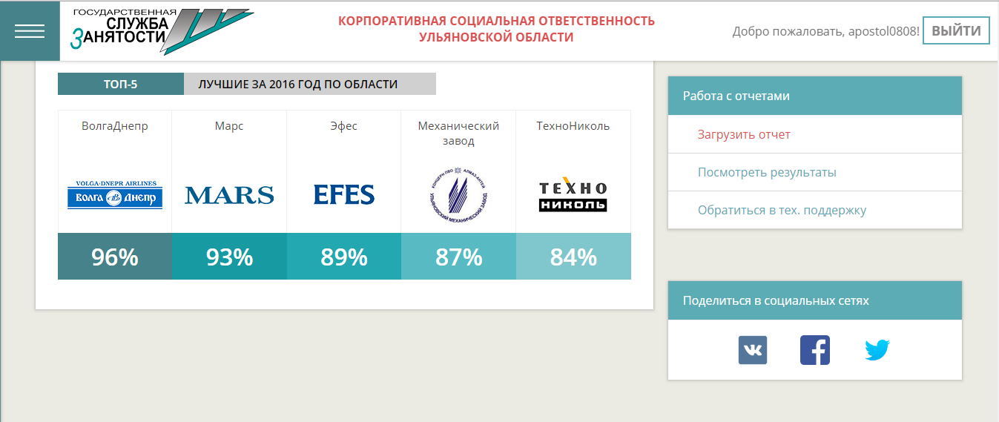 ГОСУДАРСТВЕННАЯ
СЛУЖБА
ЗАНЯТОСТИ
КОРПОРАТИВНАЯ СОЦИАЛЬНАЯ ОТВЕТСТВЕННОСТЬ
УЛЬЯНОВСКОЙ ОБЛАСТИ
Добро пожаловать, apostol0808! ВЫЙТИ
ТОП-5 ЛУЧШИЕ ЗА 2016 ГОД ПО ОБЛАСТИ
ВолгаДнепр
Марс
Эфес
Механический
завод
ТехноНиколь
VOLGA-DNEPR AIRLINES
Волга Днепр
MARS
EFES
КОНЦЕРН ПВО АЛМАЗ-АНТЕЙ
УЛЬЯНОВСКИЙ МЕХАНИЧЕСКИЙ ЗАВОД
ТЕХНО
НИКОЛЬ
96% 93% 89% 87% 84%
Работа с отчетами
Загрузить отчет
Посмотреть результаты
Обратиться в тех. поддержку
Поделиться в социальных сетях